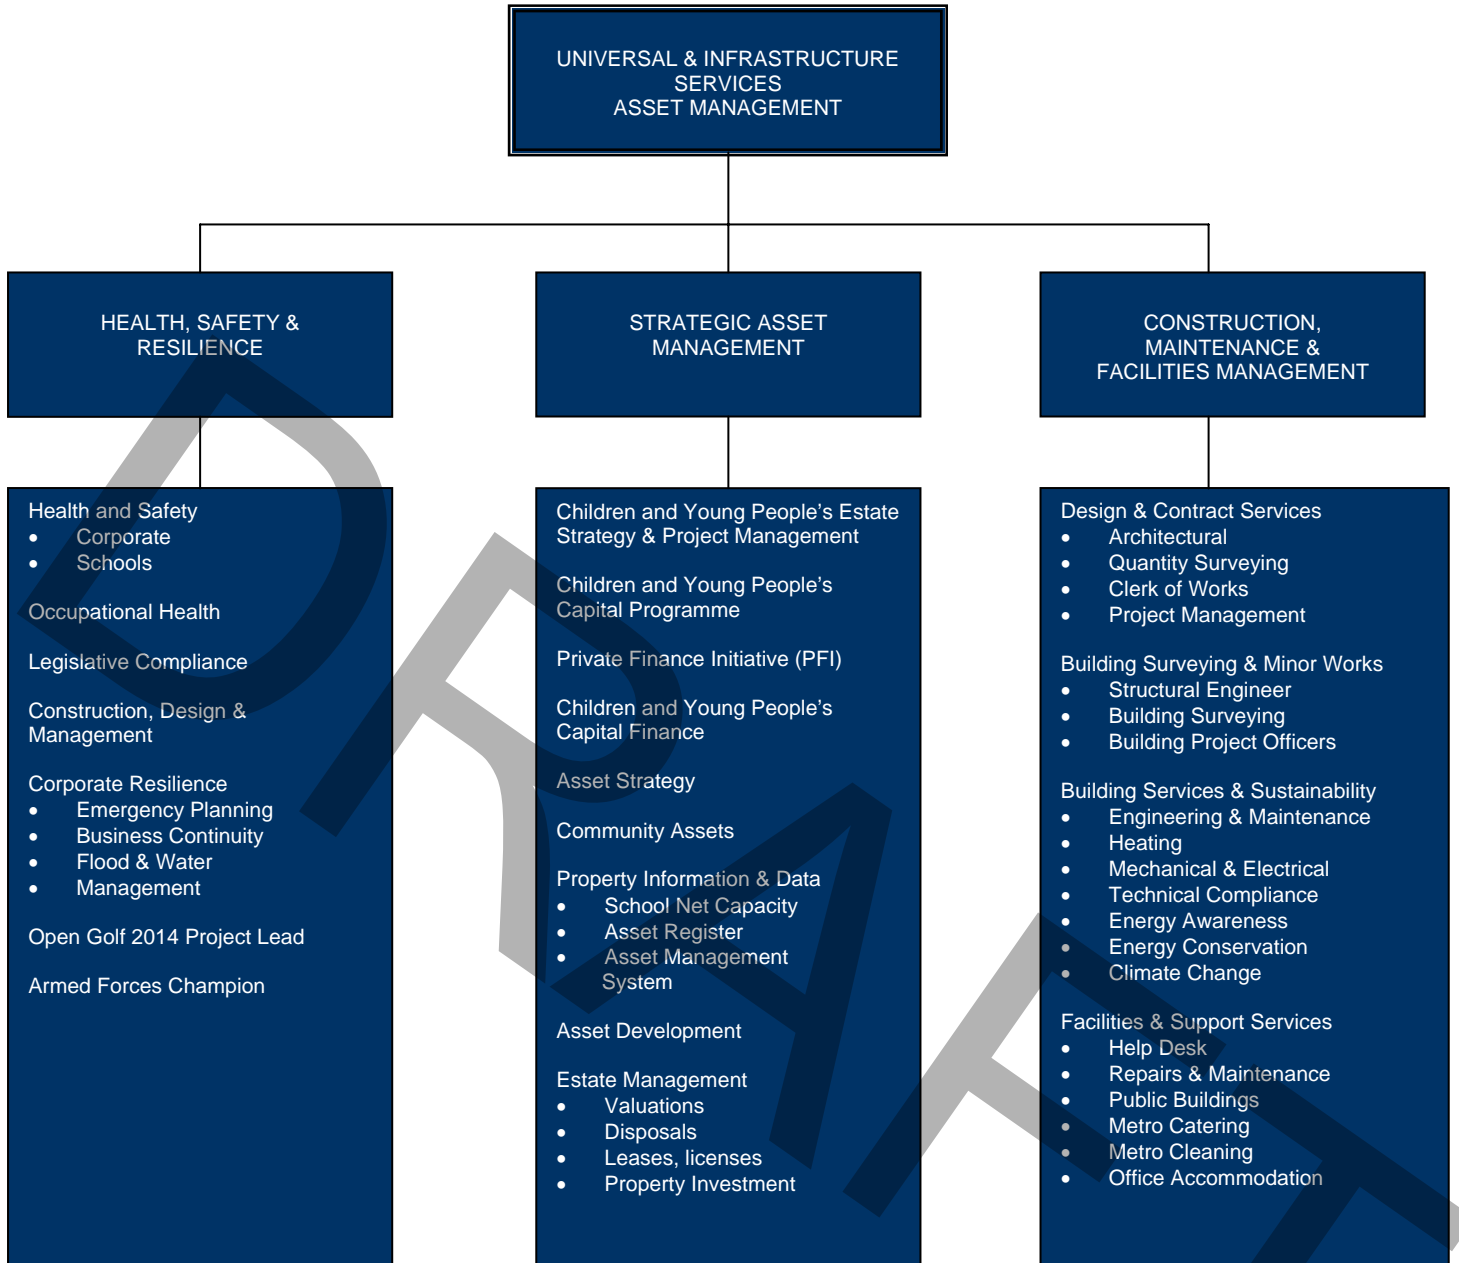 UNIVERSAL & INFRASTRUCTURE
SERVICES
ASSET MANAGEMENT
HEALTH, SAFETY &
RESILIENCE
STRATEGIC ASSET
MANAGEMENT
CONSTRUCTION,
MAINTENANCE &
FACILITIES MANAGEMENT
Health and Safety
• Corporate
• Schools
Occupational Health
Legislative Compliance
Construction, Design &
Management
Corporate Resilience
• Emergency Planning
• Business Continuity
• Flood & Water
• Management
Open Golf 2014 Project Lead
Armed Forces Champion
Children and Young People’s Estate
Strategy & Project Management
Children and Young People’s
Capital Programme
Private Finance Initiative (PFI)
Children and Young People’s
Capital Finance
Asset Strategy
Community Assets
Property Information & Data
• School Net Capacity
• Asset Register
• Asset Management
System
Asset Development
Estate Management
• Valuations
• Disposals
• Leases, licenses
• Property Investment
Design & Contract Services
• Architectural
• Quantity Surveying
• Clerk of Works
• Project Management
Building Surveying & Minor Works
• Structural Engineer
• Building Surveying
• Building Project Officers
Building Services & Sustainability
• Engineering & Maintenance
• Heating
• Mechanical & Electrical
• Technical Compliance
• Energy Awareness
• Energy Conservation
• Climate Change
Facilities & Support Services
• Help Desk
• Repairs & Maintenance
• Public Buildings
• Metro Catering
• Metro Cleaning
• Office Accommodation
DRAFT